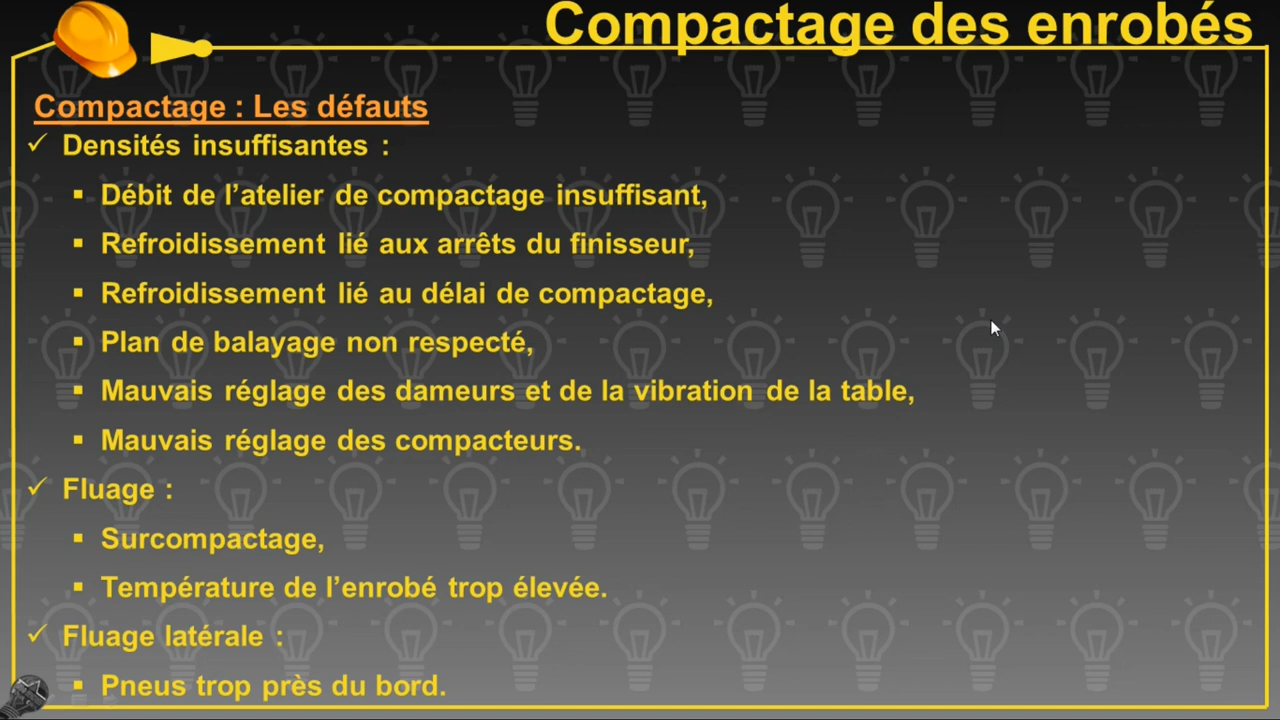 Compactage des enrobés
Compactage : Les défauts
✓ Densités insuffisantes :
▪ Débit de l’atelier de compactage insuffisant,
▪ Refroidissement lié aux arrêts du finisseur,
▪ Refroidissement lié au délai de compactage,
▪ Plan de balayage non respecté,
▪ Mauvais réglage des dameurs et de la vibration de la table,
▪ Mauvais réglage des compacteurs.
✓ Fluage :
▪ Surcompactage,
▪ Température de l’enrobé trop élevée.
✓ Fluage latérale :
▪ Pneus trop près du bord.